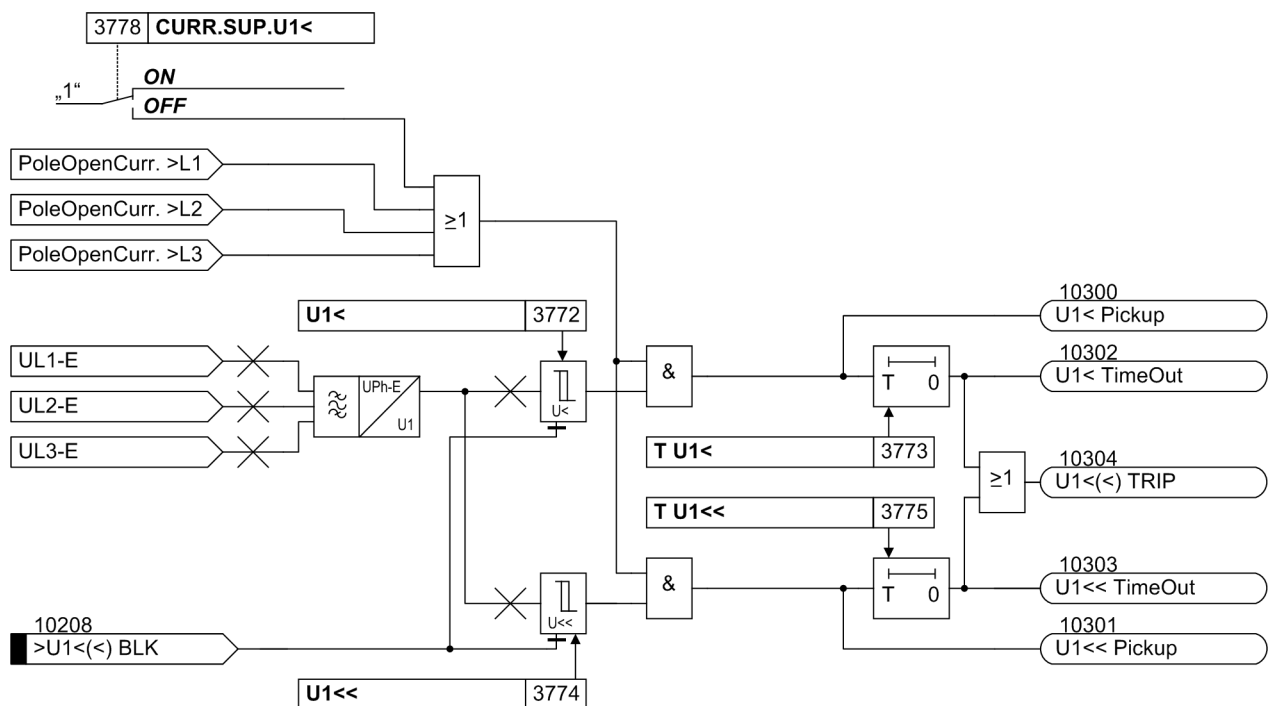 3778 CURR.SUP.U1<
ON
„1“
OFF
PoleOpenCurr. >L1
PoleOpenCurr. >L2
PoleOpenCurr. >L3
≥1
U1< 3772
10300
U1< Pickup
UL1-E
UL2-E
UL3-E
UPh-E
U1
U<
&
T 0
10302
U1< TimeOut
T U1< 3773
≥1
10304
U1<(<) TRIP
T U1<< 3775
U<<
&
T 0
10303
U1<< TimeOut
10208
>U1<(<) BLK
10301
U1<< Pickup
U1<< 3774